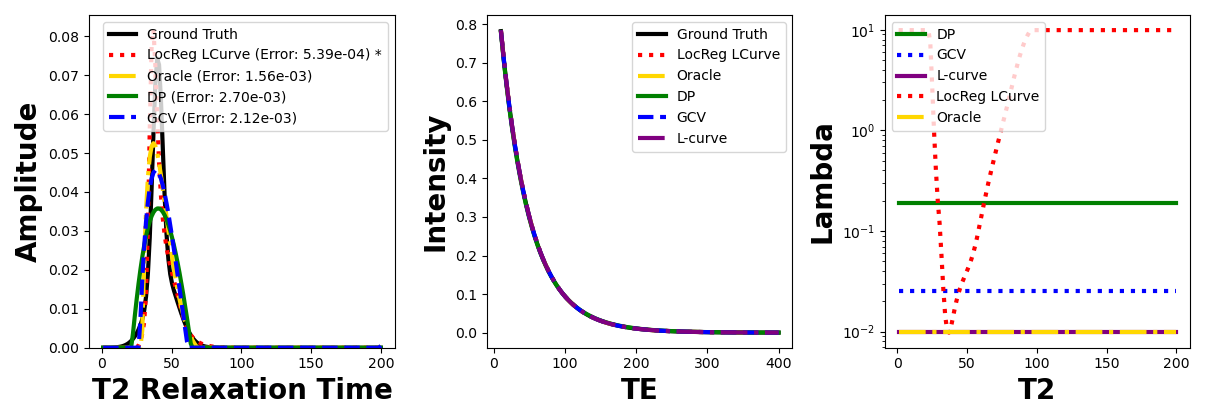 Amplitude
0.08
0.07
0.06
0.05
0.04
0.03
0.02
0.01
0.00
Ground Truth
LocReg LCurve (Error: 5.39e-04) *
Oracle (Error: 1.56e-03)
DP (Error: 2.70e-03)
GCV (Error: 2.12e-03)
0 50 100 150 200
T2 Relaxation Time
Intensity
0.8
0.7
0.6
0.5
0.4
0.3
0.2
0.1
0.0
Ground Truth
LocReg LCurve
Oracle
DP
GCV
L-curve
0 100 200 300 400
TE
Lambda
10¹
10⁰
10⁻¹
10⁻²
DP
GCV
L-curve
LocReg LCurve
Oracle
0 50 100 150 200
T2